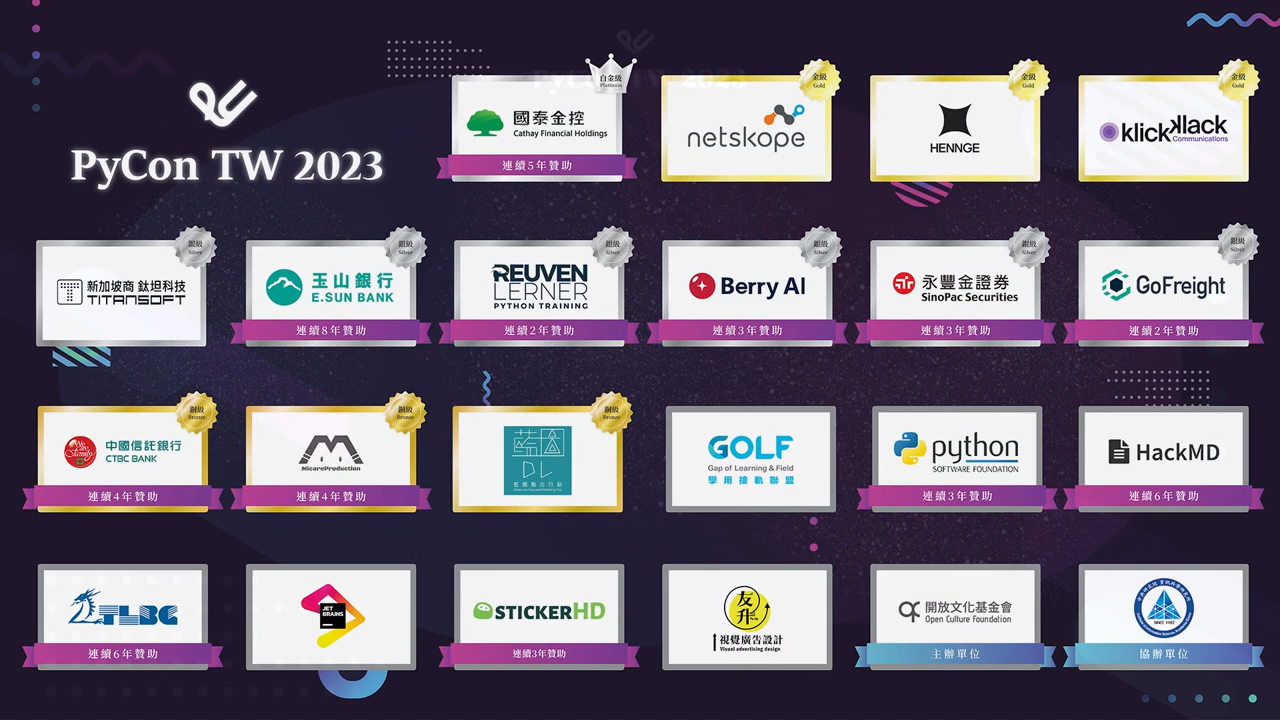 PyCon TW 2023
白金級
Platinum
國泰金控
Cathay Financial Holdings
連續5年贊助
金級
Gold
netskope
金級
Gold
HENNGE
金級
Gold
klickklack
Communications
銀級
Silver
新加坡商 鈦坦科技
TITANSOFT
銀級
Silver
玉山銀行
E.SUN BANK
連續8年贊助
銀級
Silver
REUVEN
LERNER
PYTHON TRAINING
連續2年贊助
銀級
Silver
Berry AI
連續3年贊助
銀級
Silver
永豐金證券
SinoPac Securities
連續3年贊助
銀級
Silver
GoFreight
連續2年贊助
銅級
Bronze
中國信託銀行
CTBC BANK
連續4年贊助
銅級
Bronze
MicareProduction
連續4年贊助
銅級
Bronze
藍圖
DL
藍圖整合行銷
GOLF
Gap of Learning & Field
學用接軌聯盟
python
SOFTWARE FOUNDATION
連續3年贊助
HackMD
連續6年贊助
TLBC
連續6年贊助
JET
BRAINS
STICKERHD
連續3年贊助
友升
視覺廣告設計
Visual advertising design
開放文化基金會
Open Culture Foundation
主辦單位
SINCE 1982
協辦單位